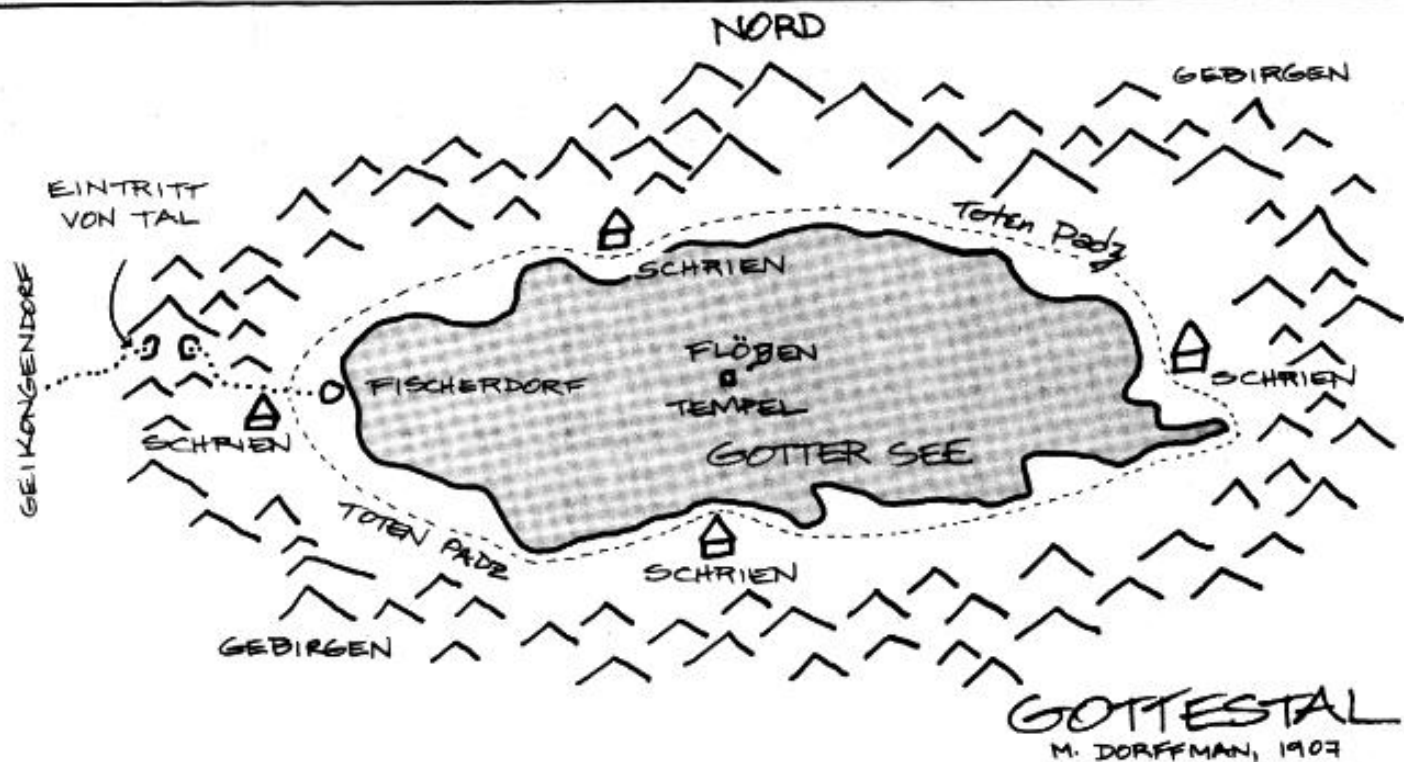 NORD
GEBIRGEN
EINTRITT
VON TAL
Toten Padz
SCHRIEN
GEIKONGENDORF
FLÖßEN
TEMPEL
SCHRIEN
FISCHERDORF
SCHRIEN
GOTTER SEE
TOTEN PADZ
SCHRIEN
GEBIRGEN
GOTTESTAL
M. DORFFMAN, 1907